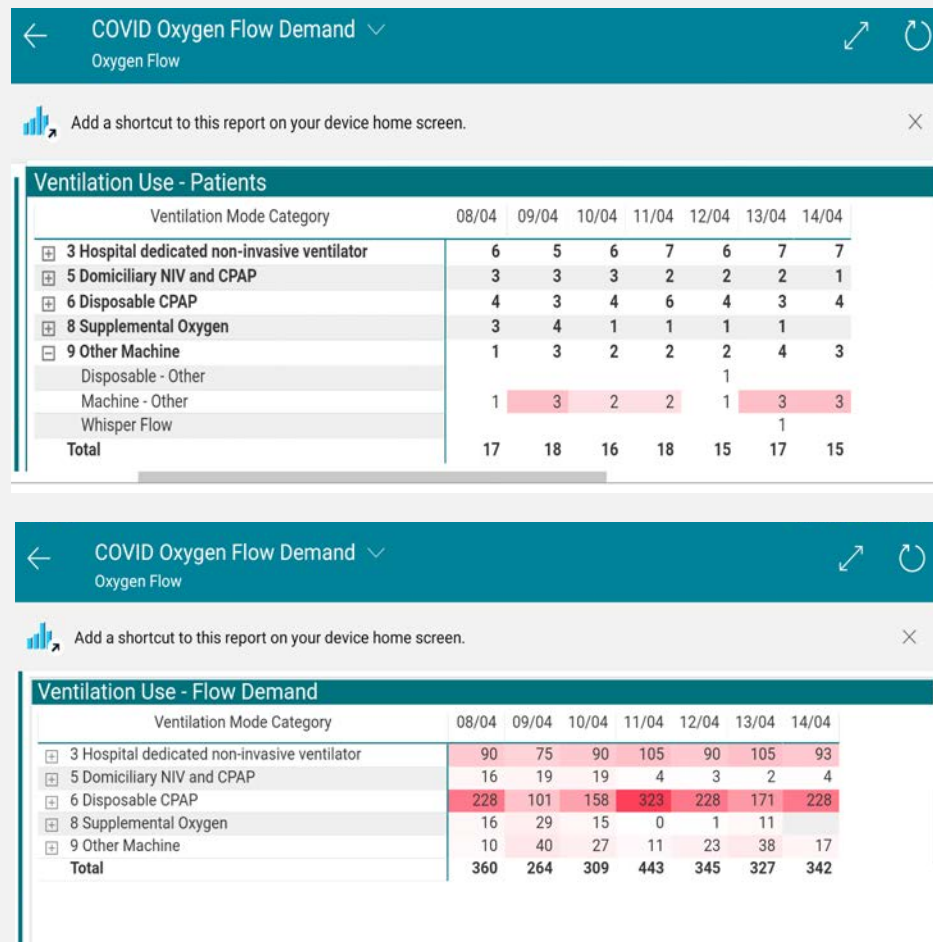 COVID Oxygen Flow Demand
Oxygen Flow
Add a shortcut to this report on your device home screen.
Ventilation Use - Patients
Ventilation Mode Category 08/04 09/04 10/04 11/04 12/04 13/04 14/04
3 Hospital dedicated non-invasive ventilator 6 5 6 7 6 7 7
5 Domiciliary NIV and CPAP 3 3 3 2 2 2 1
6 Disposable CPAP 4 3 4 6 4 3 4
8 Supplemental Oxygen 3 4 1 1 1 1
9 Other Machine 1 3 2 2 2 4 3
Disposable - Other 1
Machine - Other 1 3 2 2 1 3 3
Whisper Flow 1
Total 17 18 16 18 15 17 15
COVID Oxygen Flow Demand
Oxygen Flow
Add a shortcut to this report on your device home screen.
Ventilation Use - Flow Demand
Ventilation Mode Category 08/04 09/04 10/04 11/04 12/04 13/04 14/04
3 Hospital dedicated non-invasive ventilator 90 75 90 105 90 105 93
5 Domiciliary NIV and CPAP 16 19 19 4 3 2 4
6 Disposable CPAP 228 101 158 323 228 171 228
8 Supplemental Oxygen 16 29 15 0 1 11
9 Other Machine 10 40 27 11 23 38 17
Total 360 264 309 443 345 327 342